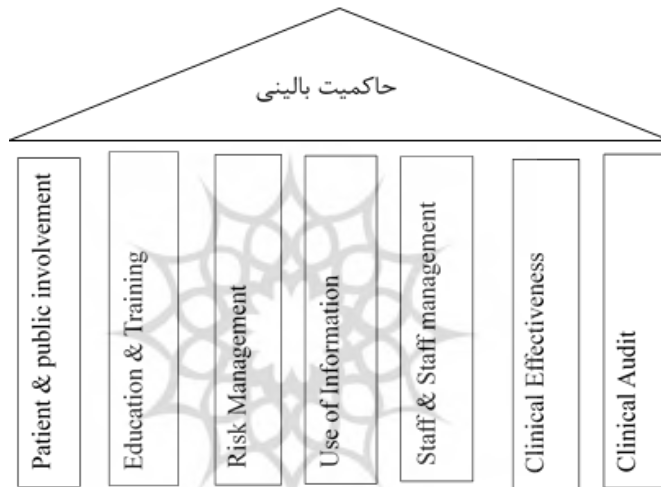 حاکمیت بالینی
Patient & public involvement
Education & Training
Risk Management
Use of Information
Staff & Staff management
Clinical Effectiveness
Clinical Audit